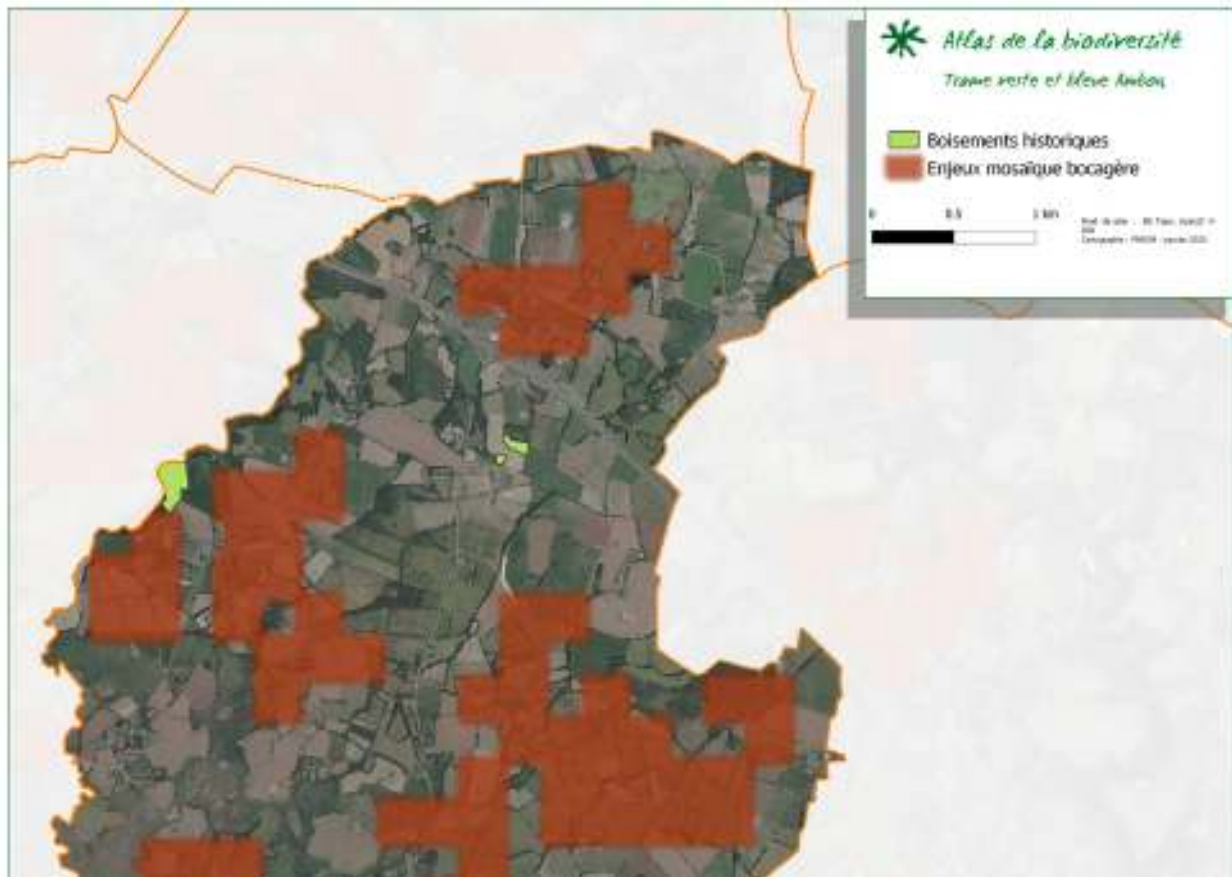 Atlas de la biodiversité
Trame verte et bleue Ambon
Boisements historiques
Enjeux mosaïque bocagère
0 0.5 1 km